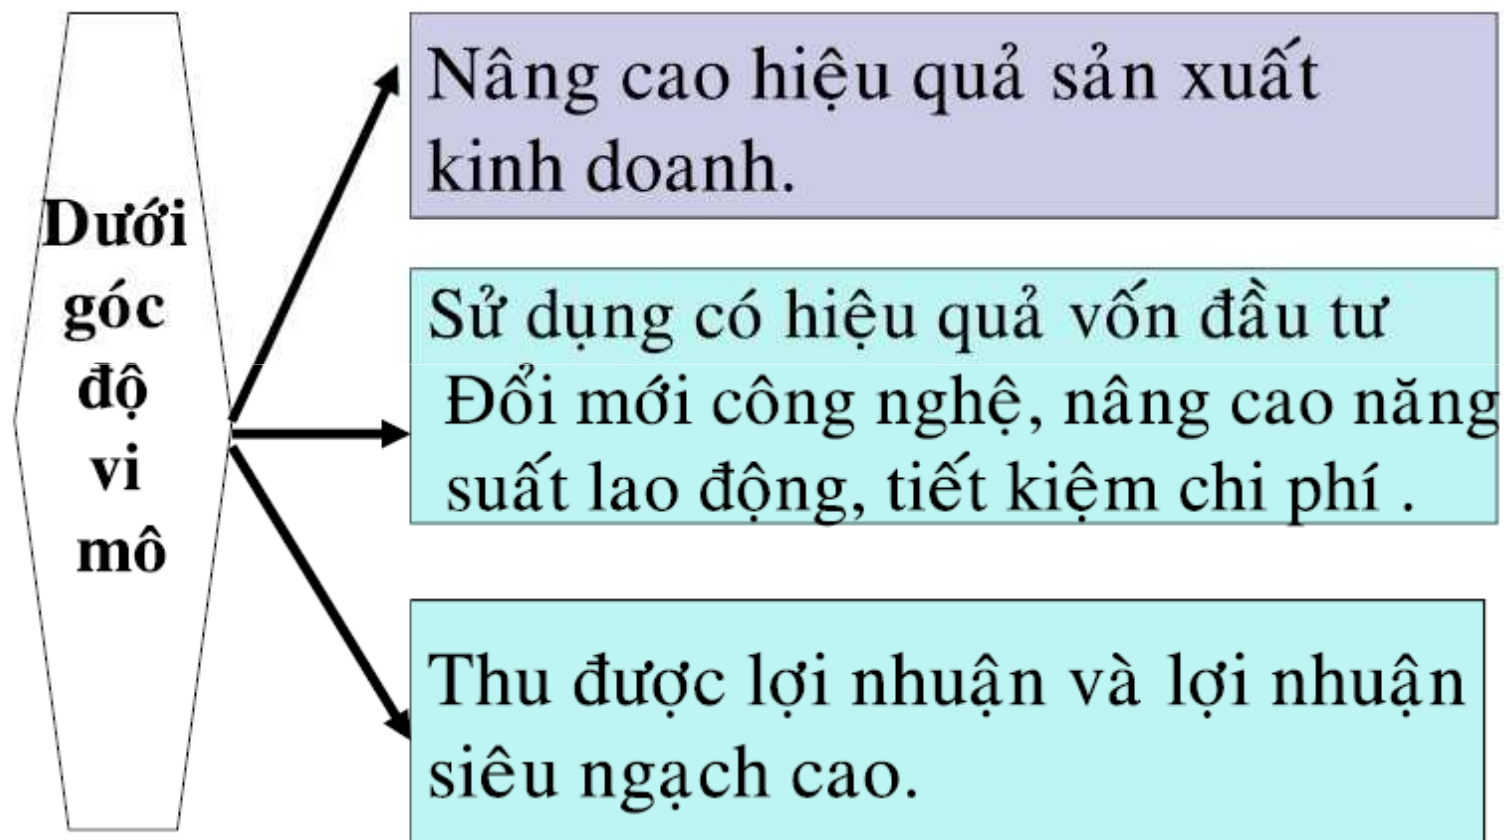 Dưới
góc
độ
vi
mô
Nâng cao hiệu quả sản xuất
kinh doanh.
Sử dụng có hiệu quả vốn đầu tư
Đổi mới công nghệ, nâng cao năng
suất lao động, tiết kiệm chi phí .
Thu được lợi nhuận và lợi nhuận
siêu ngạch cao.